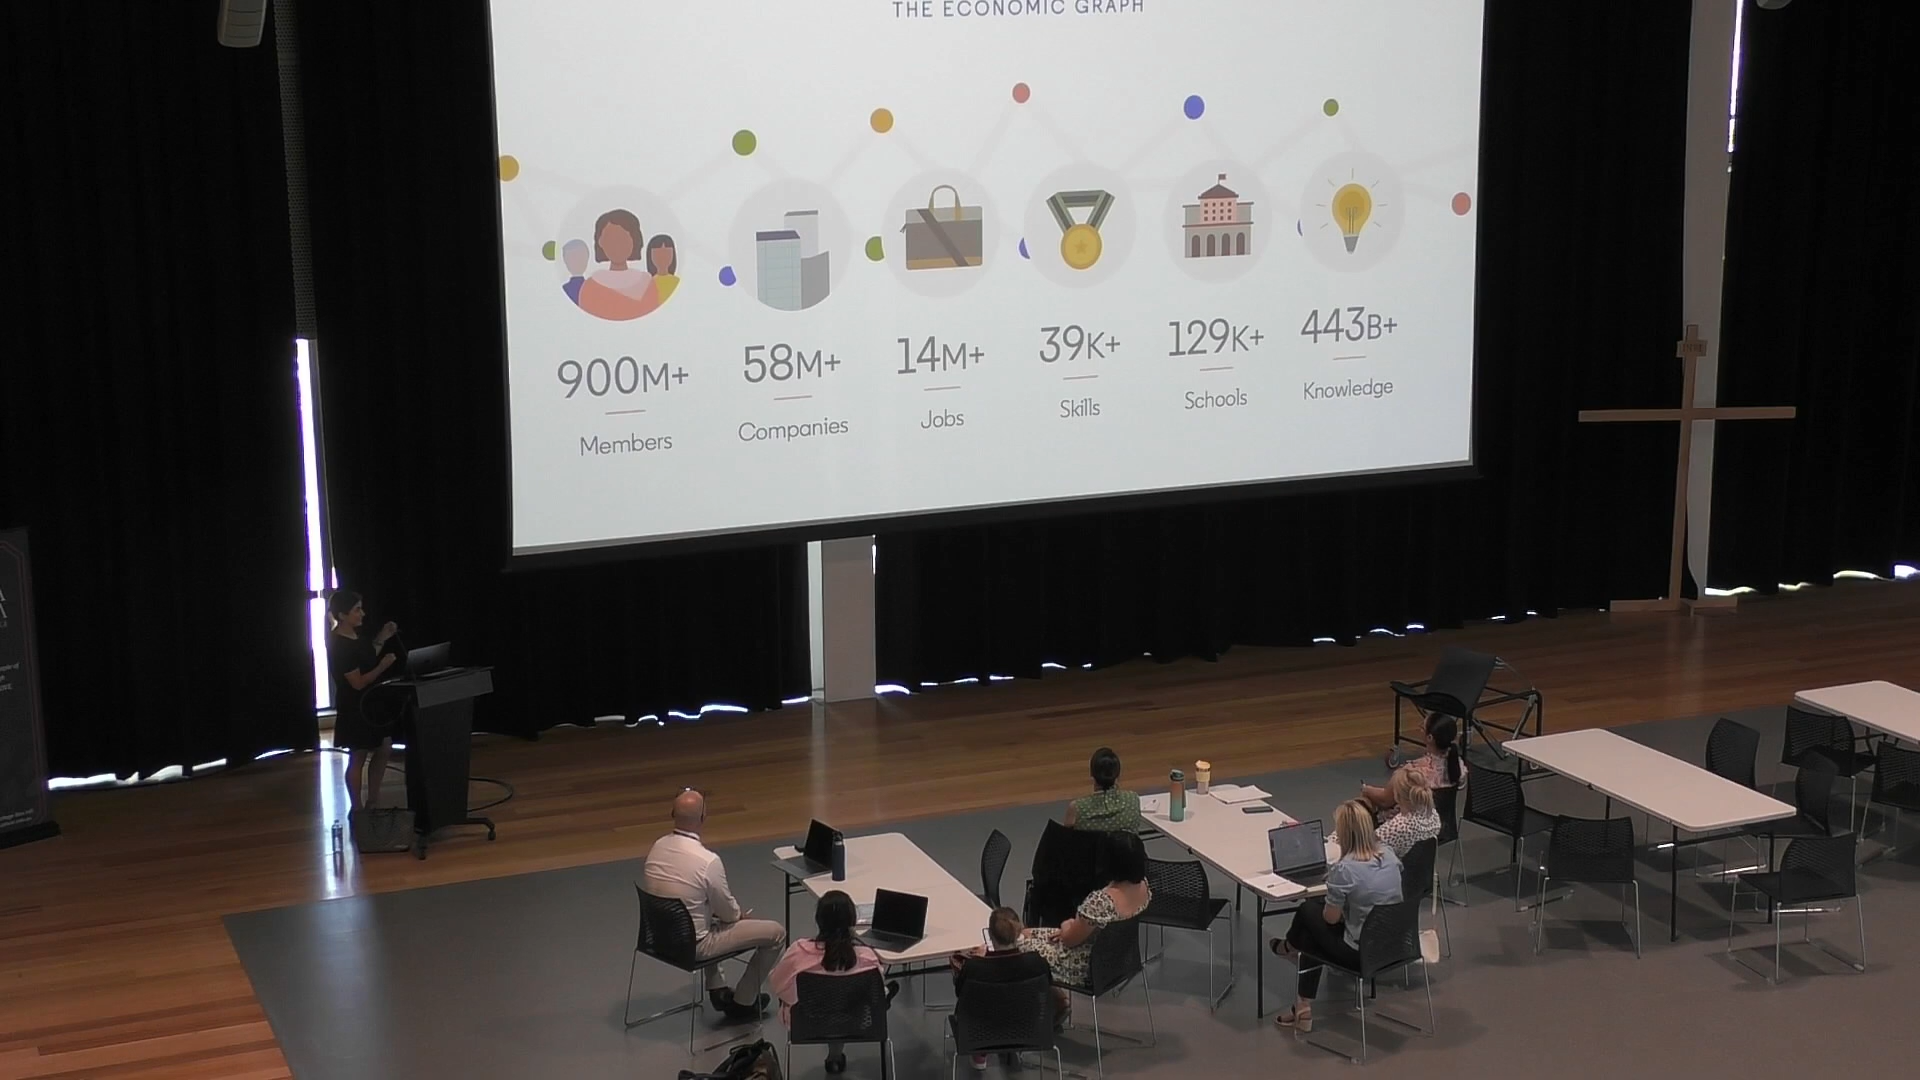 THE ECONOMIC GRAPH
900M+
Members
58M+
Companies
14M+
Jobs
39K+
Skills
129K+
Schools
443B+
Knowledge